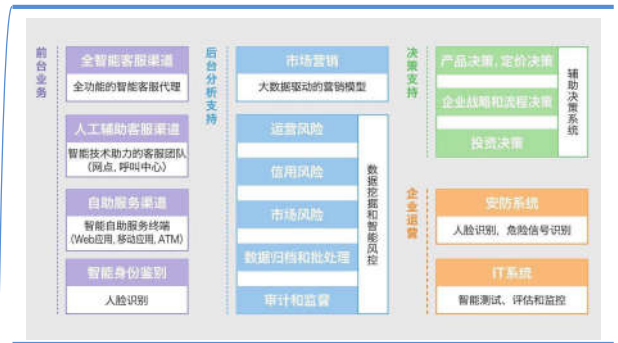 前台业务
全智能客服渠道
全功能的智能客服代理
人工辅助客服渠道
智能技术助力的客服团队
(网点,呼叫中心)
自助服务渠道
智能自助服务终端
(Web应用,移动应用,ATM)
智能身份鉴别
人脸识别
后台分析支持
市场营销
大数据驱动的营销模型
运营风险
信用风险
市场风险
数据归档和批处理
审计和监督
数据挖掘和智能风控
决策支持
产品决策,定价决策
企业战略和流程决策
投资决策
辅助决策系统
企业运营
安防系统
人脸识别、危险信号识别
IT系统
智能测试、评估和监控